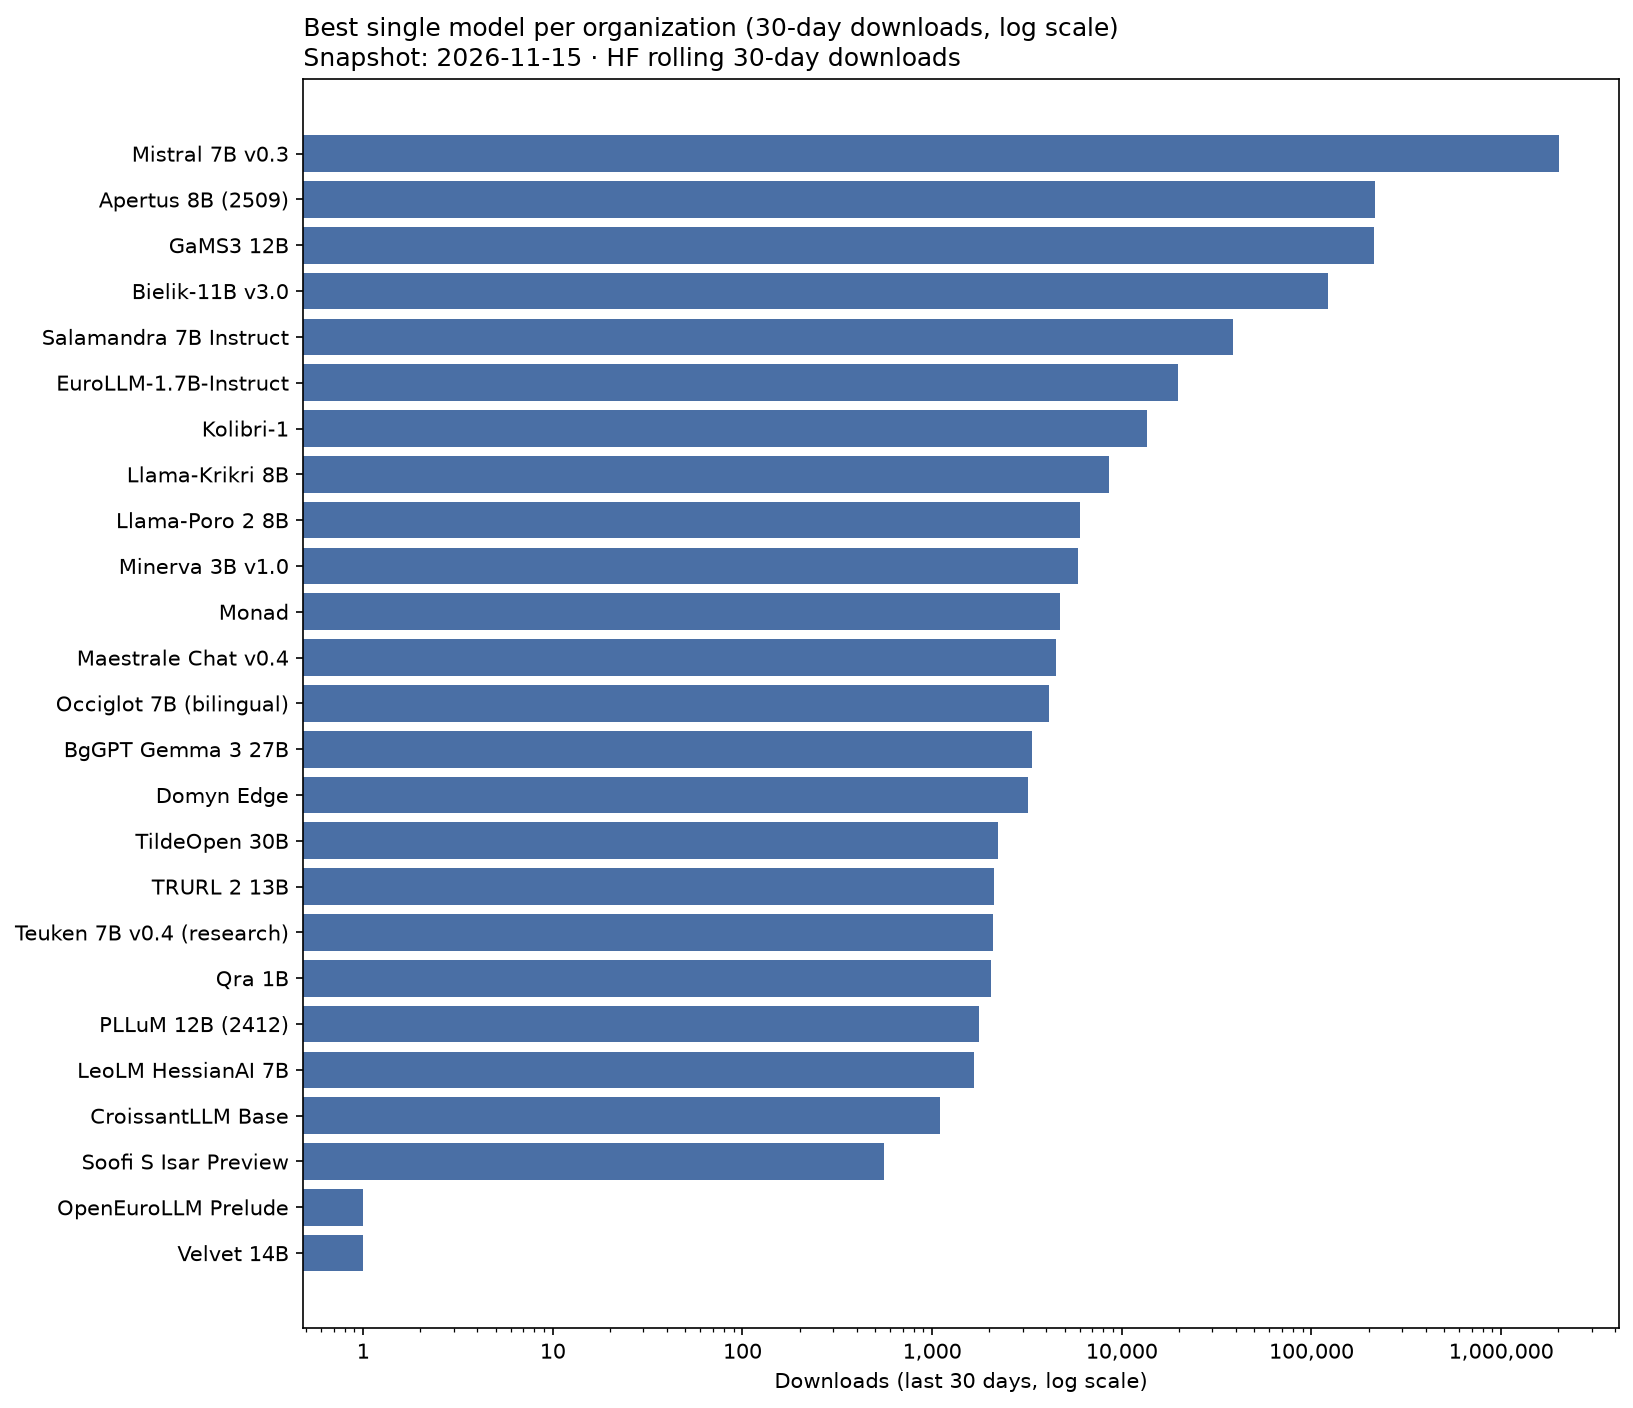 Best single model per organization (30-day downloads, log scale)
Snapshot: 2026-11-15 · HF rolling 30-day downloads
Mistral 7B v0.3
Apertus 8B (2509)
GaMS3 12B
Bielik-11B v3.0
Salamandra 7B Instruct
EuroLLM-1.7B-Instruct
Kolibri-1
Llama-Krikri 8B
Llama-Poro 2 8B
Minerva 3B v1.0
Monad
Maestrale Chat v0.4
Occiglot 7B (bilingual)
BgGPT Gemma 3 27B
Domyn Edge
TildeOpen 30B
TRURL 2 13B
Teuken 7B v0.4 (research)
Qra 1B
PLLuM 12B (2412)
LeoLM HessianAI 7B
CroissantLLM Base
Soofi S Isar Preview
OpenEuroLLM Prelude
Velvet 14B
1 10 100 1,000 10,000 100,000 1,000,000
Downloads (last 30 days, log scale)